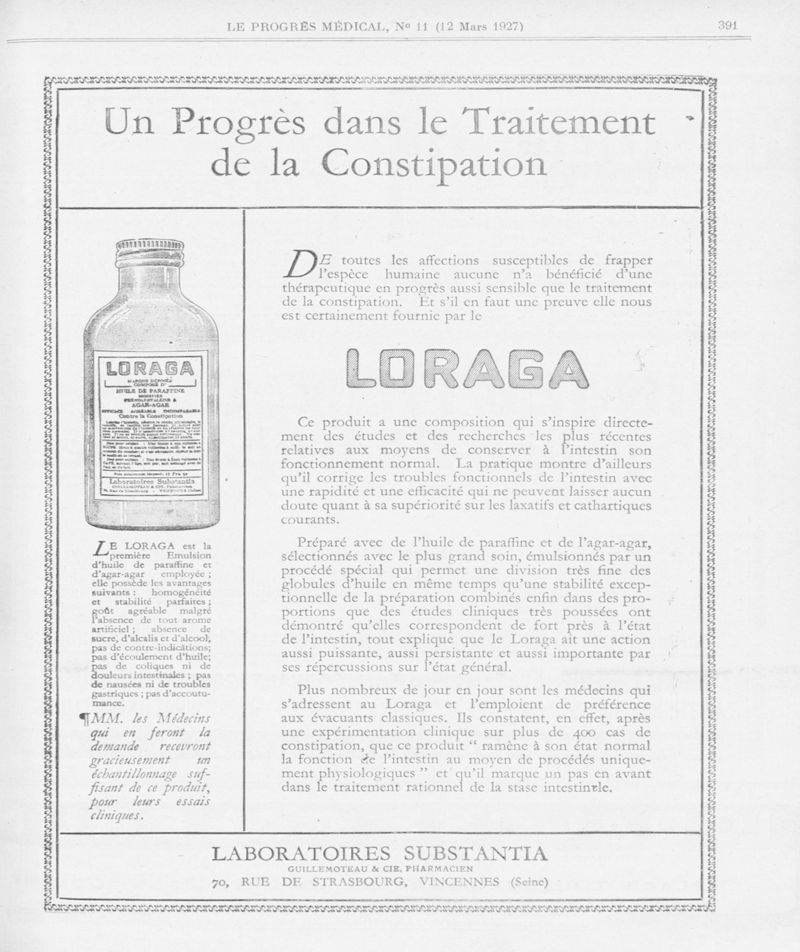 LE PROGRÈS MÉDICAL, No 11 (12 Mars 1927)
391
Un Progrès dans le Traitement
de la Constipation
LORAGA
MARQUE DÉPOSÉE
COMPOSÉ D'
HUILE DE PARAFFINE
AGAR-AGAR
EFFICACE AGRÉABLE INCOMPARABLE
Contre la Constipation
Laboratoires Substantia
LE LORAGA est la
première Emulsion
d'huile de paraffine et
d'agar-agar employée ;
elle possède les avantages
suivants : homogénéité
et stabilité parfaites ;
goût agréable malgré
l'absence de tout arome
artificiel ; absence de
sucre, d'alcalis et d'alcool;
pas de contre-indications;
pas d'écoulement d'huile;
pas de coliques ni de
douleurs intestinales ; pas
de nausées ni de troubles
gastriques ; pas d'accoutu-
mance.
¶MM. les Médecins
qui en feront la
demande recevront
gracieusement un
échantillonnage suf-
fisant de ce produit,
pour leurs essais
cliniques.
DE toutes les affections susceptibles de frapper
l'espèce humaine aucune n'a bénéficié d'une
thérapeutique en progrès aussi sensible que le traitement
de la constipation. Et s'il en faut une preuve elle nous
est certainement fournie par le
LORAGA
Ce produit a une composition qui s'inspire directe-
ment des études et des recherches les plus récentes
relatives aux moyens de conserver à l'intestin son
fonctionnement normal. La pratique montre d'ailleurs
qu'il corrige les troubles fonctionnels de l'intestin avec
une rapidité et une efficacité qui ne peuvent laisser aucun
doute quant à sa supériorité sur les laxatifs et cathartiques
courants.
Préparé avec de l'huile de paraffine et de l'agar-agar,
sélectionnés avec le plus grand soin, émulsionnés par un
procédé spécial qui permet une division très fine des
globules d'huile en même temps qu'une stabilité excep-
tionnelle de la préparation combinés enfin dans des pro-
portions que des études cliniques très poussées ont
démontré qu'elles correspondent de fort près à l'état
de l'intestin, tout explique que le Loraga ait une action
aussi puissante, aussi persistante et aussi importante par
ses répercussions sur l'état général.
Plus nombreux de jour en jour sont les médecins qui
s'adressent au Loraga et l'emploient de préférence
aux évacuants classiques. Ils constatent, en effet, après
une expérimentation clinique sur plus de 400 cas de
constipation, que ce produit “ ramène à son état normal
la fonction de l'intestin au moyen de procédés unique-
ment physiologiques ” et qu'il marque un pas en avant
dans le traitement rationnel de la stase intestinale.
LABORATOIRES SUBSTANTIA
GUILLEMOTEAU & CIE, PHARMACIEN
70, RUE DE STRASBOURG, VINCENNES (Seine)